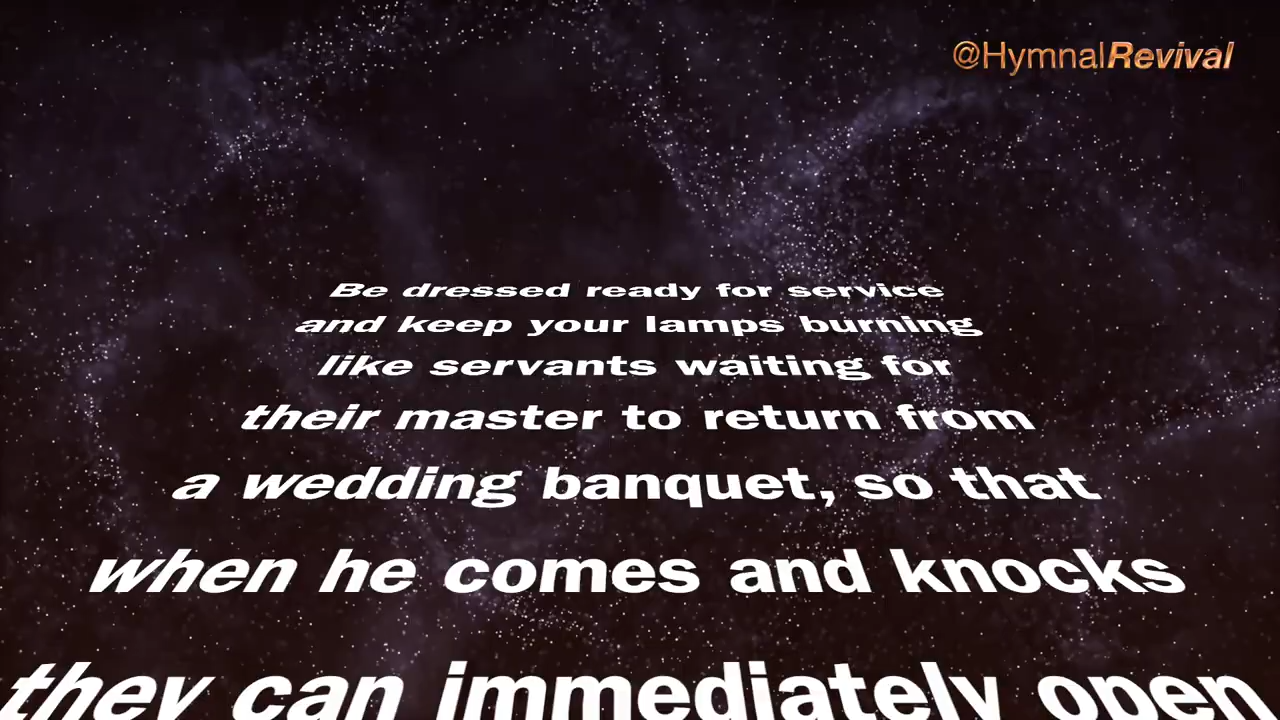 @HymnalRevival
Be dressed ready for service
and keep your lamps burning
like servants waiting for
their master to return from
a wedding banquet, so that
when he comes and knocks
they can immediately open